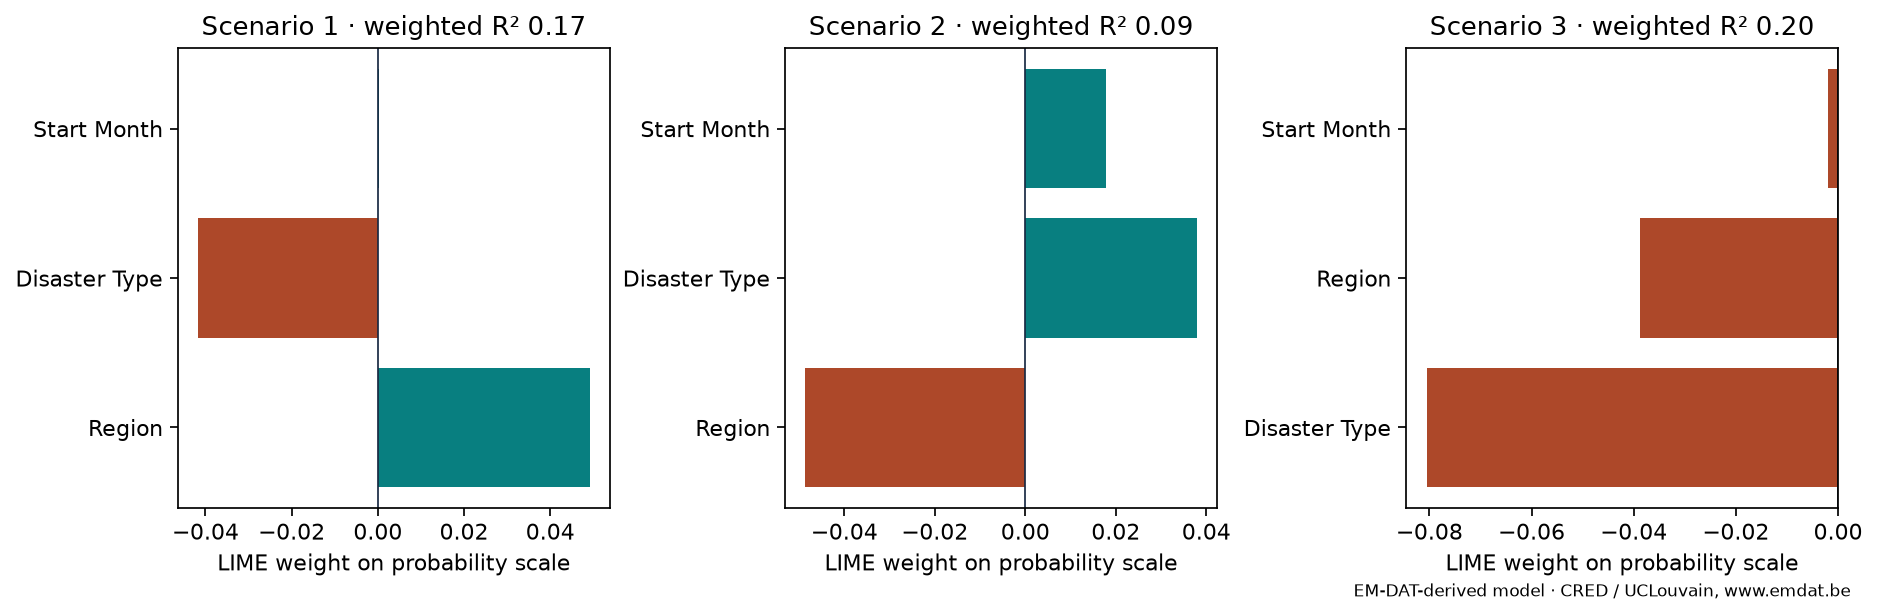 Scenario 1 · weighted R² 0.17
Start Month
Disaster Type
Region
−0.04 −0.02 0.00 0.02 0.04
LIME weight on probability scale
Scenario 2 · weighted R² 0.09
Start Month
Disaster Type
Region
−0.04 −0.02 0.00 0.02 0.04
LIME weight on probability scale
Scenario 3 · weighted R² 0.20
Start Month
Region
Disaster Type
−0.08 −0.06 −0.04 −0.02 0.00
LIME weight on probability scale
EM-DAT-derived model · CRED / UCLouvain, www.emdat.be